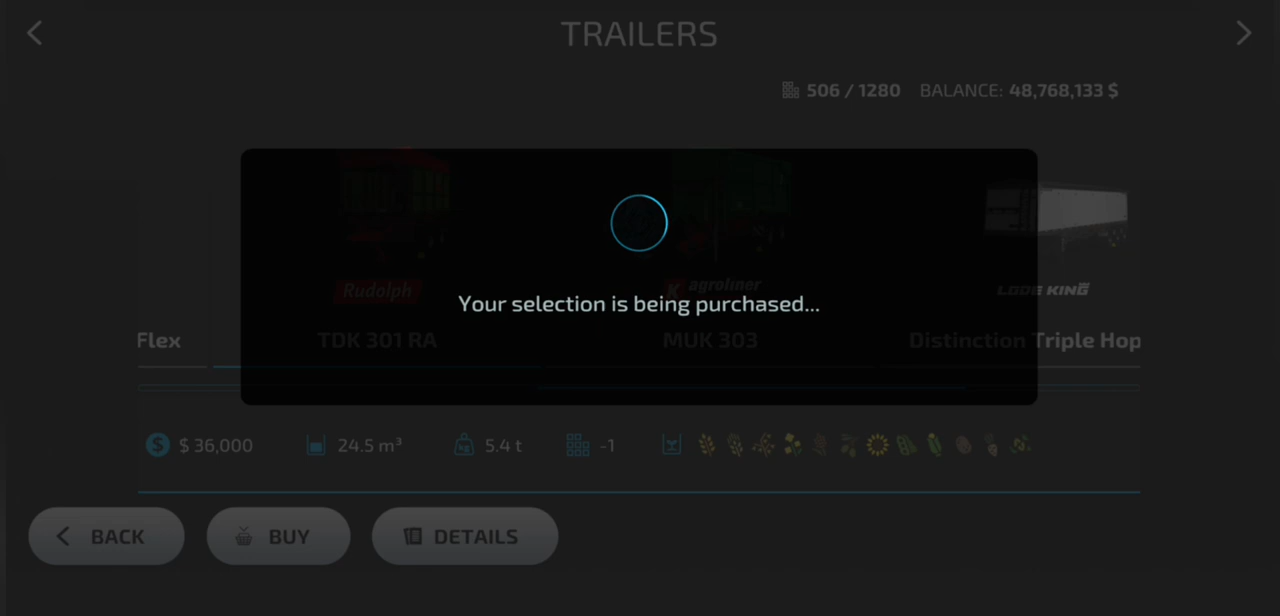 TRAILERS
506 / 1280 BALANCE: 48,768,133 $
Rudolph agroliner LODE KING
Your selection is being purchased...
Flex TDK 301 RA MUK 303 Distinction Triple Hop
$ 36,000 24.5 m³ 5.4 t -1
BACK BUY DETAILS